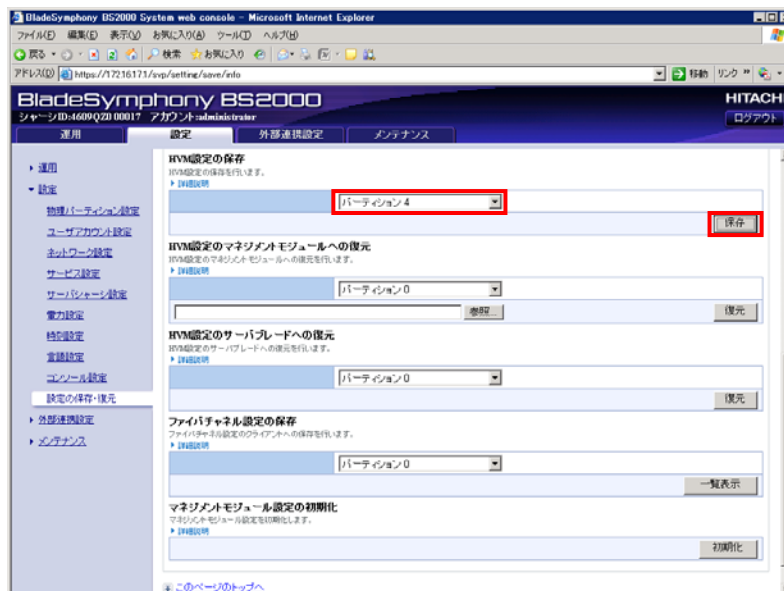 BladeSymphony BS2000 System web console - Microsoft Internet Explorer
ファイル(F) 編集(E) 表示(V) お気に入り(A) ツール(T) ヘルプ(H)
戻る 検索 お気に入り
アドレス(D) https://172.16.17.1/svp/setting/save/info 移動 リンク »
BladeSymphony BS2000 HITACHI
シャーシID:4609QZ0 00017 アカウント:administrator ログアウト
運用 設定 外部連携設定 メンテナンス
運用
設定
物理パーティション設定
ユーザアカウント設定
ネットワーク設定
サービス設定
サーバシャーシ設定
電力設定
時刻設定
言語設定
コンソール設定
設定の保存・復元
外部連携設定
メンテナンス
HVM設定の保存
HVM設定の保存を行います。
詳細説明
パーティション 4
保存
HVM設定のマネジメントモジュールへの復元
HVM設定のマネジメントモジュールへの復元を行います。
詳細説明
パーティション 0
参照...
復元
HVM設定のサーバブレードへの復元
HVM設定のサーバブレードへの復元を行います。
詳細説明
パーティション 0
復元
ファイバチャネル設定の保存
ファイバチャネル設定のクライアントへの保存を行います。
詳細説明
パーティション 0
一覧表示
マネジメントモジュール設定の初期化
マネジメントモジュール設定を初期化します。
詳細説明
初期化
このページのトップへ